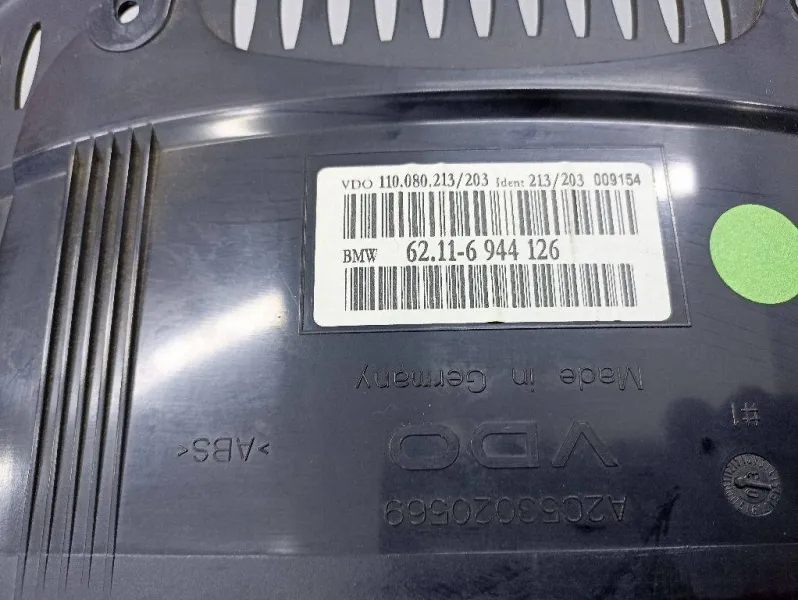 VDO 110.080.213/203 Ident 213/203 009154
BMW 62.11-6 944 126
Made in Germany
#1
>ABS<
VDO
03
A2C53020569